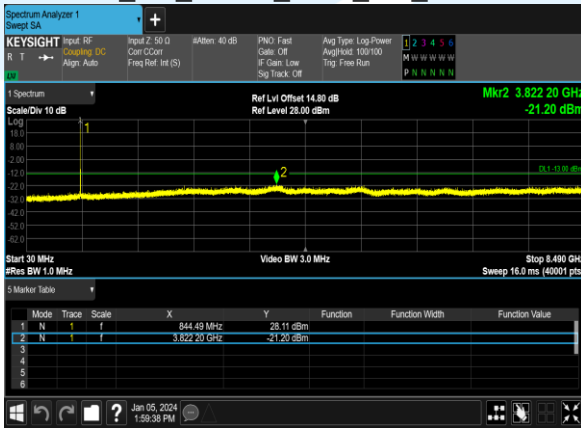 Spectrum Analyzer 1
Swept SA
+
KEYSIGHT Input: RF Input Z: 50 Ω #Atten: 40 dB PNO: Fast Avg Type: Log-Power 1 2 3 4 5 6
R T Coupling: DC Corr CCorr Gate: Off Avg|Hold: 100/100 M W W W W W
Align: Auto Freq Ref: Int (S) IF Gain: Low Trig: Free Run
Sig Track: Off P N N N N N
1 Spectrum Ref Lvl Offset 14.80 dB Mkr2 3.822 20 GHz
Scale/Div 10 dB Ref Level 28.00 dBm -21.20 dBm
Log
18.0
8.00
-2.00
-12.0
-22.0
-32.0
-42.0
-52.0
-62.0
1
2
DL1 -13.00 dBm
Start 30 MHz Video BW 3.0 MHz Stop 8.490 GHz
#Res BW 1.0 MHz Sweep 16.0 ms (40001 pts)
5 Marker Table
Mode Trace Scale X Y Function Function Width Function Value
1 N 1 f 844.49 MHz 28.11 dBm
2 N 1 f 3.822 20 GHz -21.20 dBm
3
4
5
6
? Jan 05, 2024
1:59:38 PM